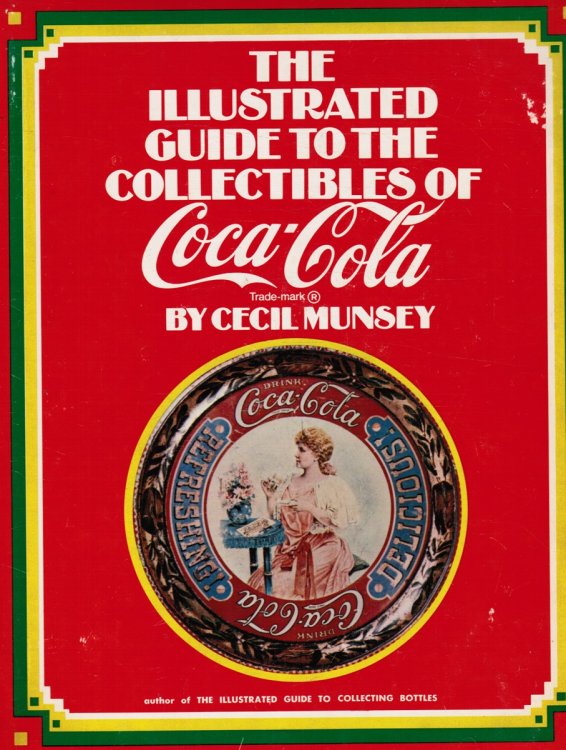 THE
ILLUSTRATED
GUIDE TO THE
COLLECTIBLES OF
Coca-Cola
Trade-mark ®
BY CECIL MUNSEY
DRINK
Coca-Cola
REFRESHING!
DELICIOUS!
DRINK
Coca-Cola
author of THE ILLUSTRATED GUIDE TO COLLECTING BOTTLES